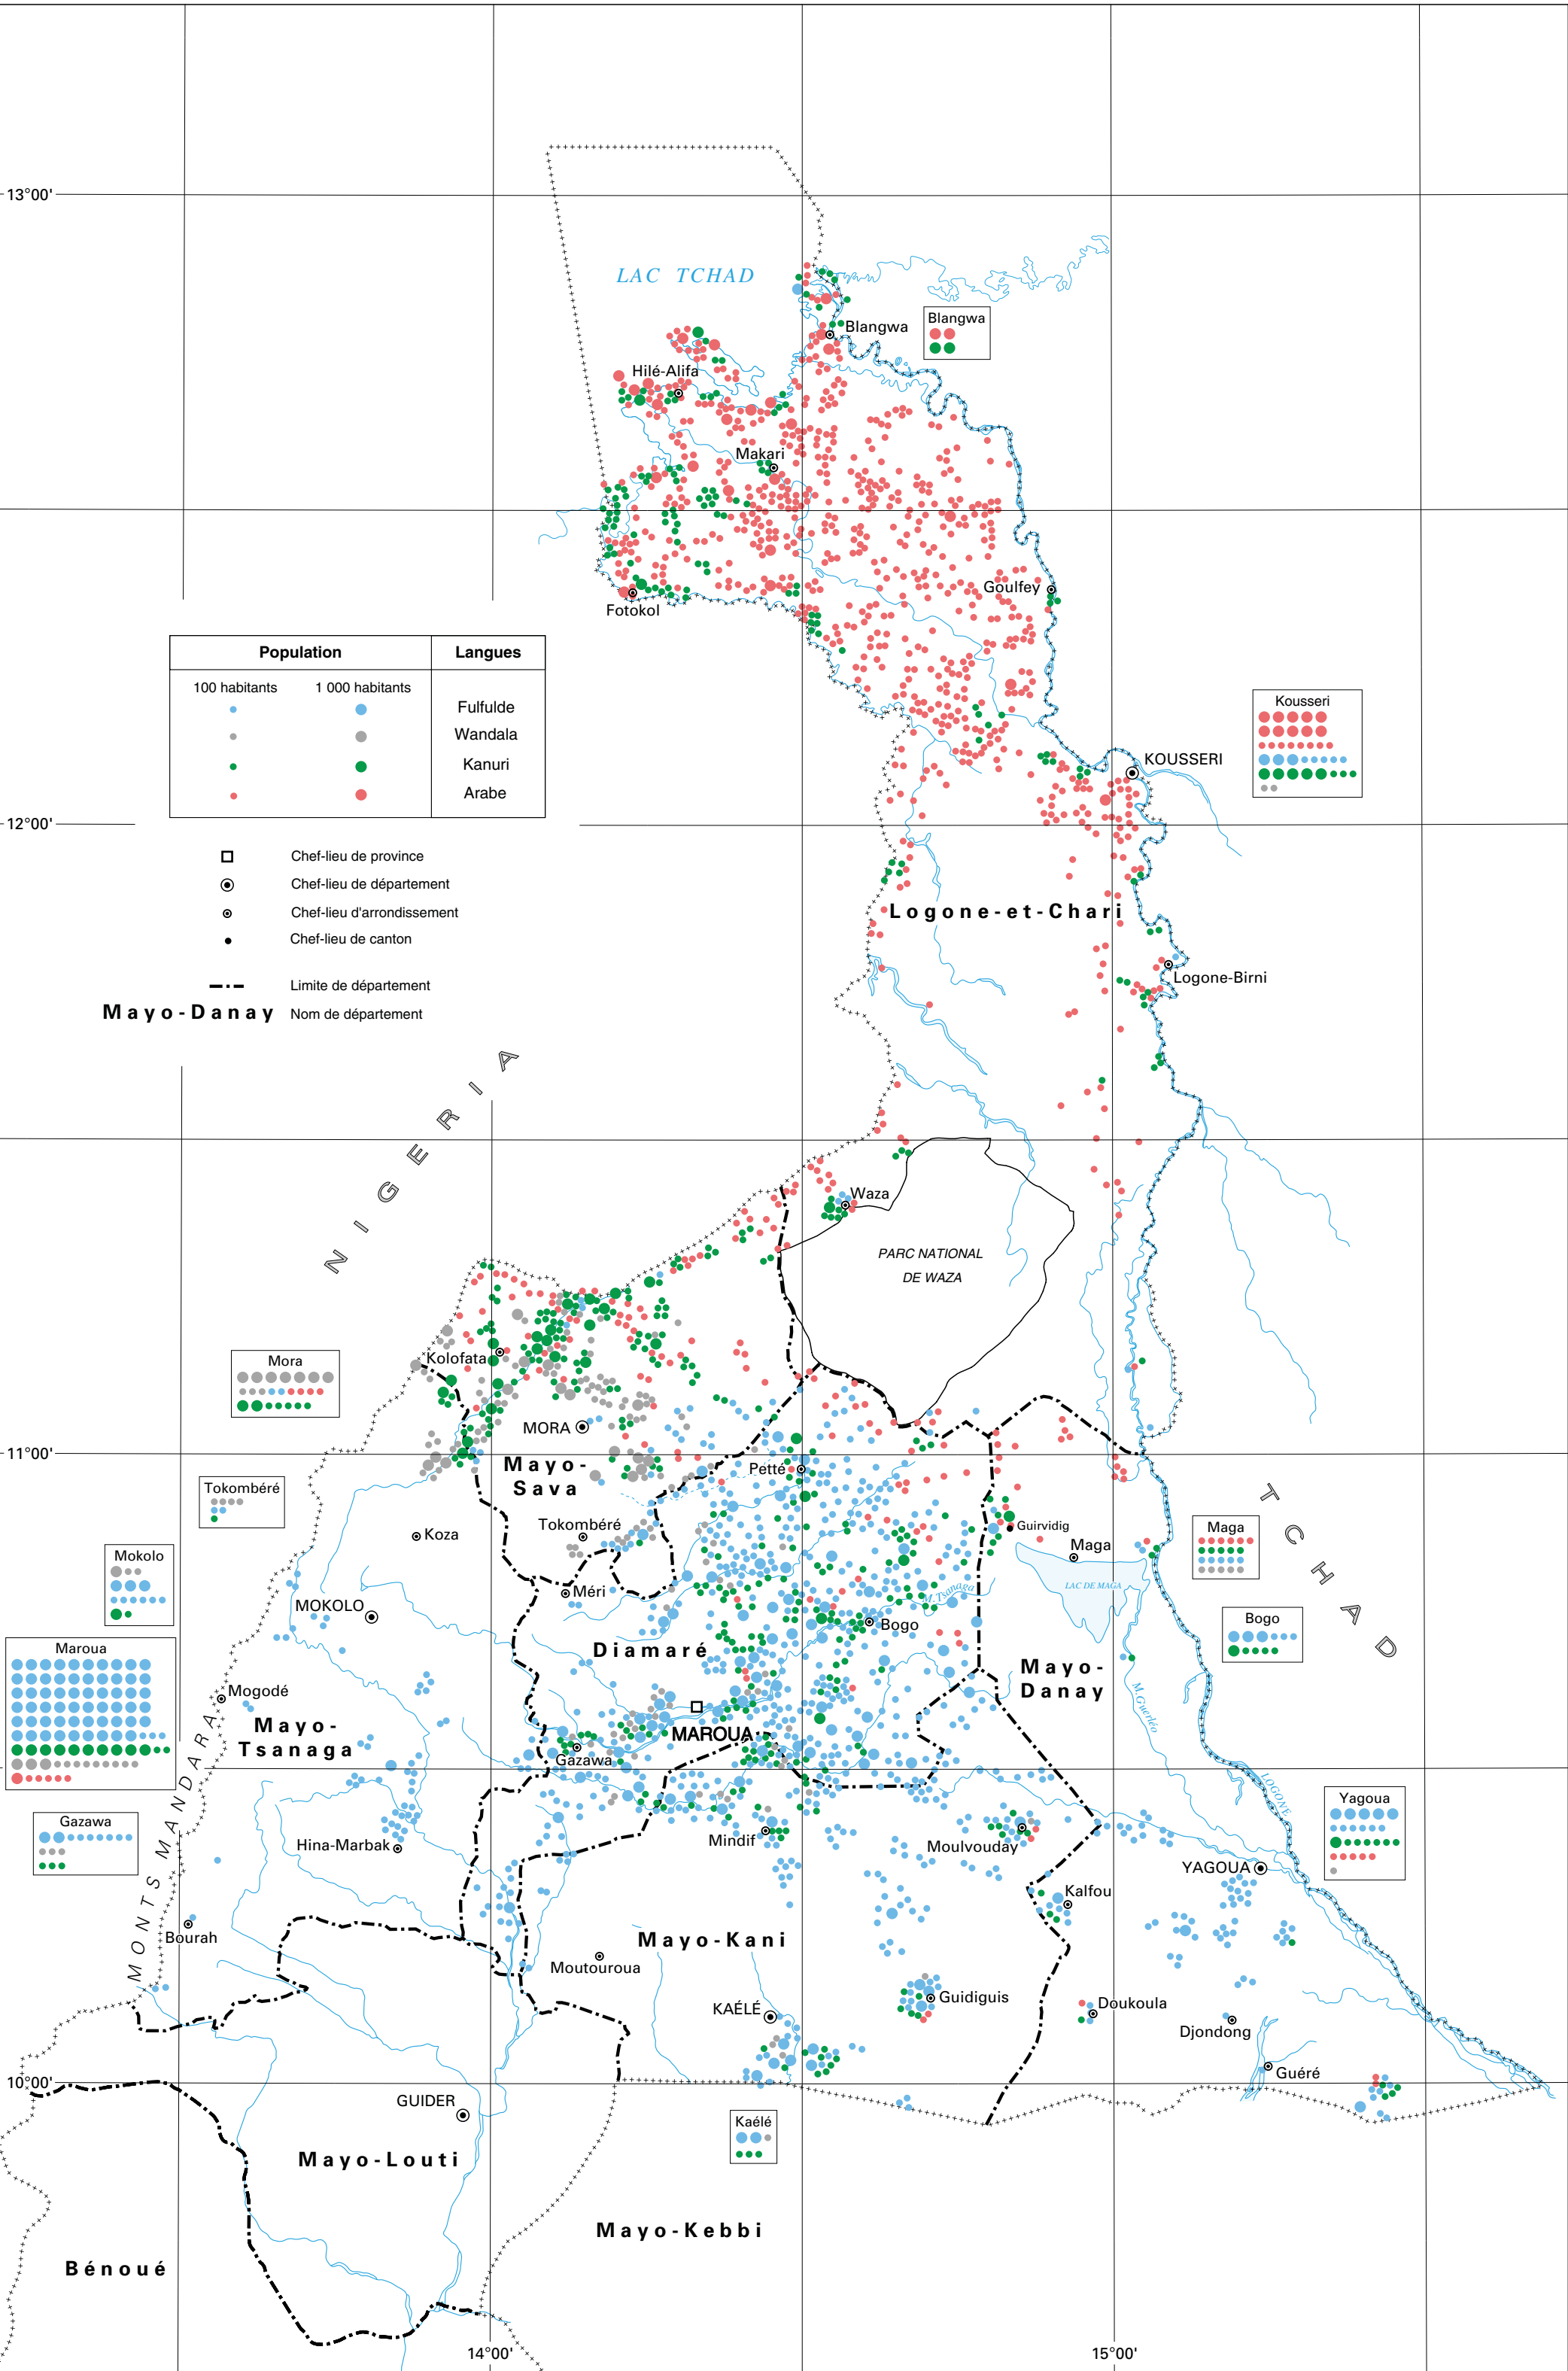 13°00'
LAC TCHAD
Blangwa
Blangwa
Hilé-Alifa
Makari
Goulfey
Fotokol
Population
Langues
100 habitants
1 000 habitants
Fulfulde
Wandala
Kanuri
Arabe
Kousseri
KOUSSERI
12°00'
Chef-lieu de province
Chef-lieu de département
Chef-lieu d'arrondissement
Chef-lieu de canton
Limite de département
Mayo-Danay
Nom de département
Logone-et-Chari
Logone-Birni
NIGERIA
Waza
PARC NATIONAL
DE WAZA
Mora
Kolofata
MORA
11°00'
Mayo-
Sava
Petté
TCHAD
Tokombéré
Tokombéré
Koza
Guirvidig
Maga
Maga
LAC DE MAGA
Mokolo
Méri
M. Tsanaga
MOKOLO
Bogo
Bogo
Maroua
Diamaré
Mayo-
Danay
Mogodé
M. Guerléo
Mayo-
Tsanaga
MAROUA
Gazawa
MONTS MANDARA
LOGONE
Gazawa
Yagoua
Hina-Marbak
Mindif
Moulvouday
YAGOUA
Kalfou
Bourah
Mayo-Kani
Moutouroua
Guidiguis
KAÉLÉ
Doukoula
Djondong
Guéré
10°00'
GUIDER
Kaélé
Mayo-Louti
Mayo-Kebbi
Bénoué
14°00'
15°00'